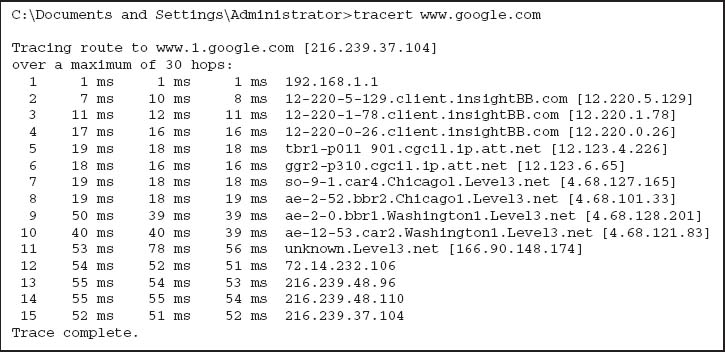 C:\Documents and Settings\Administrator>tracert www.google.com
Tracing route to www.1.google.com [216.239.37.104]
over a maximum of 30 hops:
1 1 ms 1 ms 1 ms 192.168.1.1
2 7 ms 10 ms 8 ms 12-220-5-129.client.insightBB.com [12.220.5.129]
3 11 ms 12 ms 11 ms 12-220-1-78.client.insightBB.com [12.220.1.78]
4 17 ms 16 ms 16 ms 12-220-0-26.client.insightBB.com [12.220.0.26]
5 19 ms 18 ms 18 ms tbr1-p011 901.cgcil.ip.att.net [12.123.4.226]
6 18 ms 16 ms 16 ms ggr2-p310.cgcil.ip.att.net [12.123.6.65]
7 19 ms 18 ms 18 ms so-9-1.car4.Chicago1.Level3.net [4.68.127.165]
8 19 ms 18 ms 19 ms ae-2-52.bbr2.Chicago1.Level3.net [4.68.101.33]
9 50 ms 39 ms 39 ms ae-2-0.bbr1.Washington1.Level3.net [4.68.128.201]
10 40 ms 40 ms 39 ms ae-12-53.car2.Washington1.Level3.net [4.68.121.83]
11 53 ms 78 ms 56 ms unknown.Level3.net [166.90.148.174]
12 54 ms 52 ms 51 ms 72.14.232.106
13 55 ms 54 ms 53 ms 216.239.48.96
14 55 ms 55 ms 54 ms 216.239.48.110
15 52 ms 51 ms 52 ms 216.239.37.104
Trace complete.